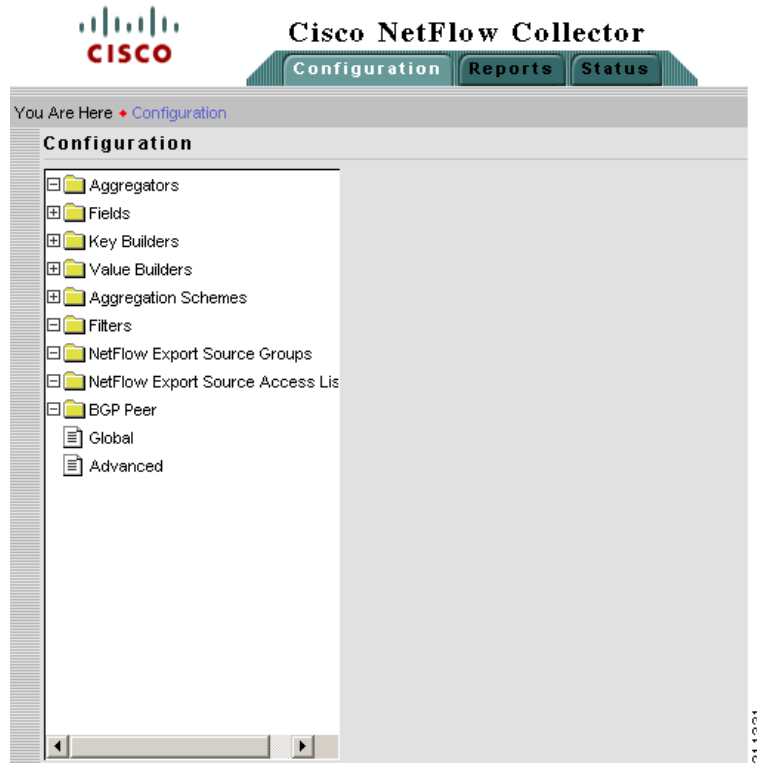 CISCO
Cisco NetFlow Collector
Configuration Reports Status
You Are Here Configuration
Configuration
Aggregators
Fields
Key Builders
Value Builders
Aggregation Schemes
Filters
NetFlow Export Source Groups
NetFlow Export Source Access Lis
BGP Peer
Global
Advanced